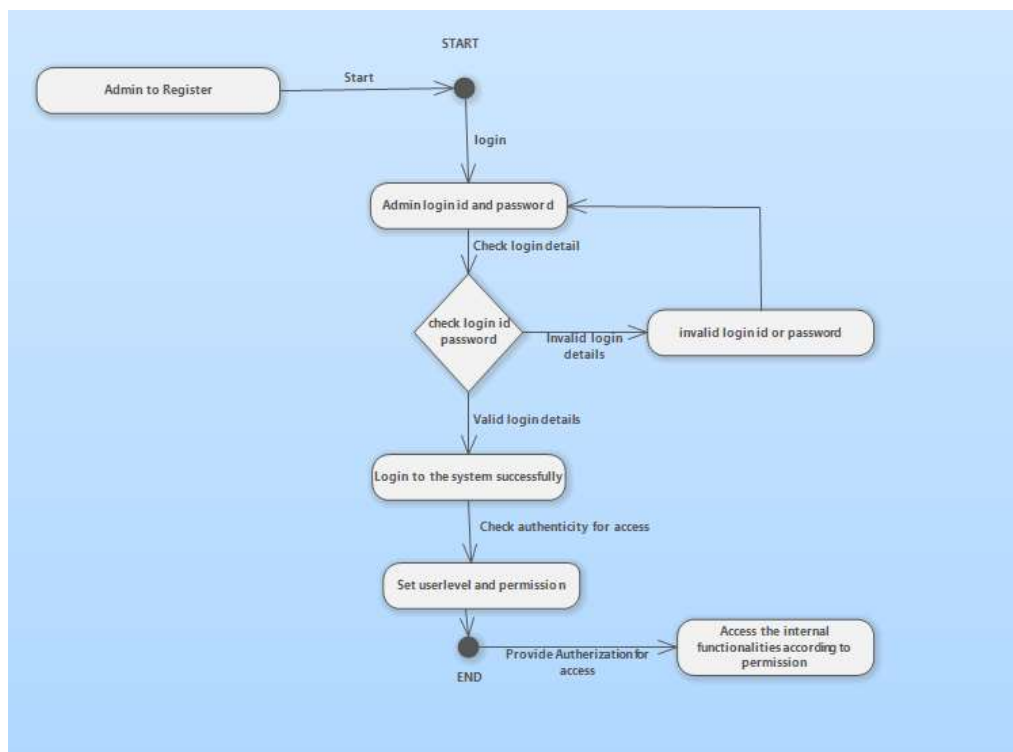 START
Admin to Register
Start
login
Admin login id and password
Check login detail
check login id
password
Invalid login
details
invalid login id or password
Valid login details
Login to the system successfully
Check authenticity for access
Set userlevel and permission
END
Provide Autherization for
access
Access the internal
functionalities according to
permission